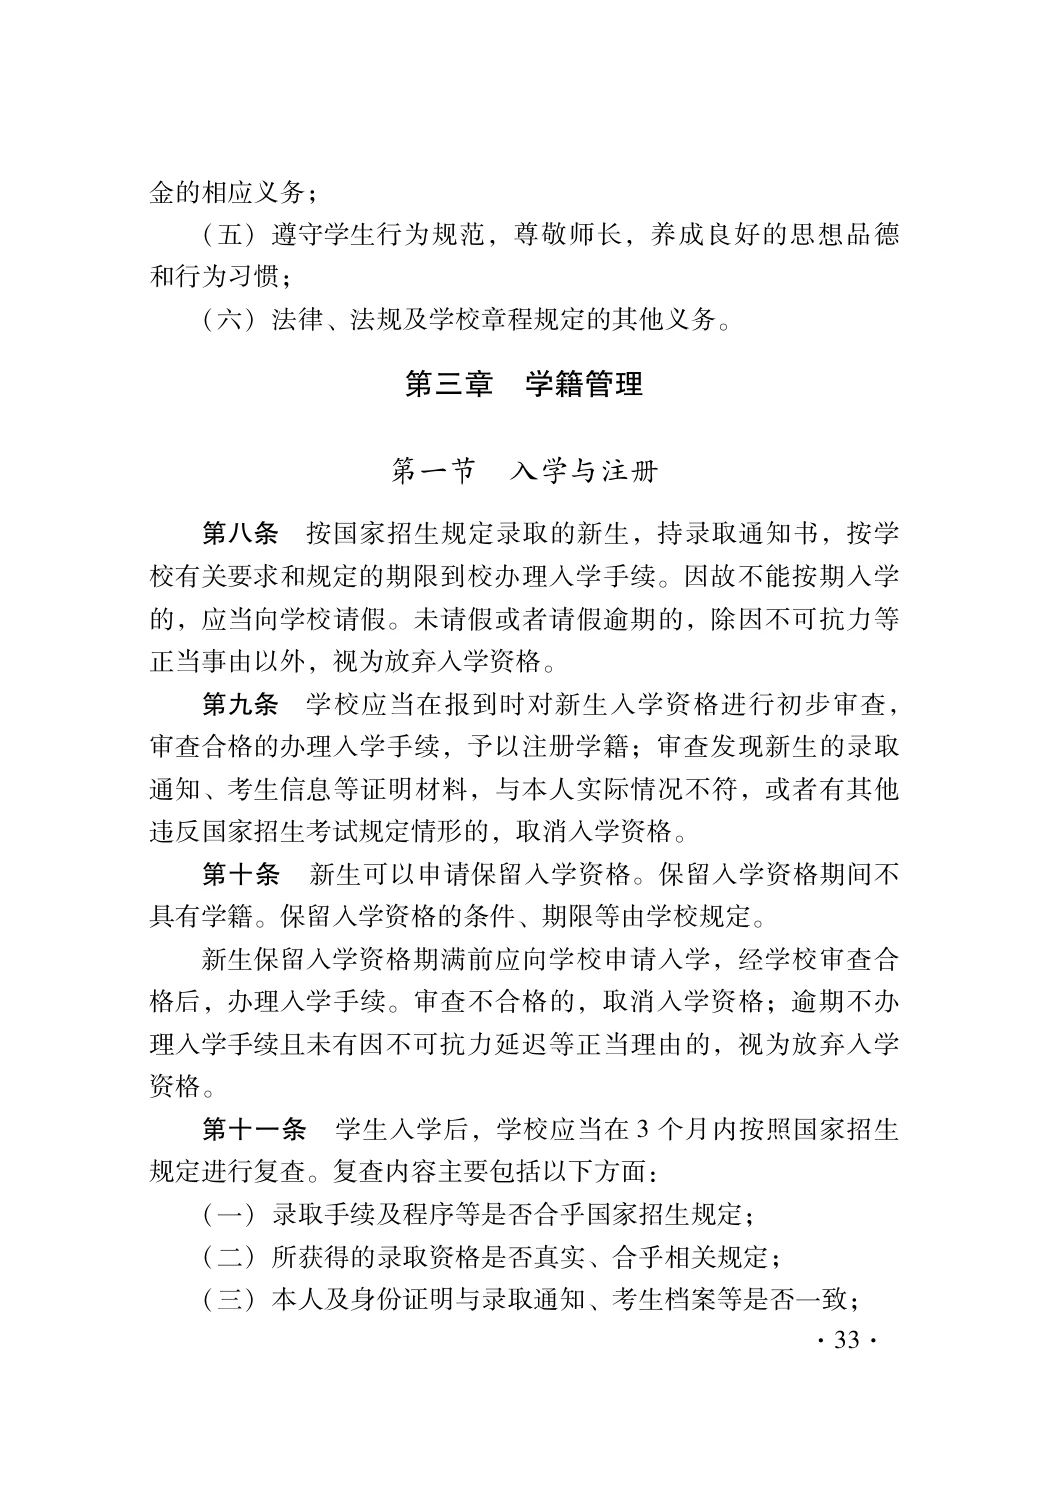 金的相应义务；
（五）遵守学生行为规范，尊敬师长，养成良好的思想品德
和行为习惯；
（六）法律、法规及学校章程规定的其他义务。
第三章　学籍管理
第一节　入学与注册
第八条　按国家招生规定录取的新生，持录取通知书，按学
校有关要求和规定的期限到校办理入学手续。因故不能按期入学
的，应当向学校请假。未请假或者请假逾期的，除因不可抗力等
正当事由以外，视为放弃入学资格。
第九条　学校应当在报到时对新生入学资格进行初步审查，
审查合格的办理入学手续，予以注册学籍；审查发现新生的录取
通知、考生信息等证明材料，与本人实际情况不符，或者有其他
违反国家招生考试规定情形的，取消入学资格。
第十条　新生可以申请保留入学资格。保留入学资格期间不
具有学籍。保留入学资格的条件、期限等由学校规定。
新生保留入学资格期满前应向学校申请入学，经学校审查合
格后，办理入学手续。审查不合格的，取消入学资格；逾期不办
理入学手续且未有因不可抗力延迟等正当理由的，视为放弃入学
资格。
第十一条　学生入学后，学校应当在 3 个月内按照国家招生
规定进行复查。复查内容主要包括以下方面：
（一）录取手续及程序等是否合乎国家招生规定；
（二）所获得的录取资格是否真实、合乎相关规定；
（三）本人及身份证明与录取通知、考生档案等是否一致；
· 33 ·